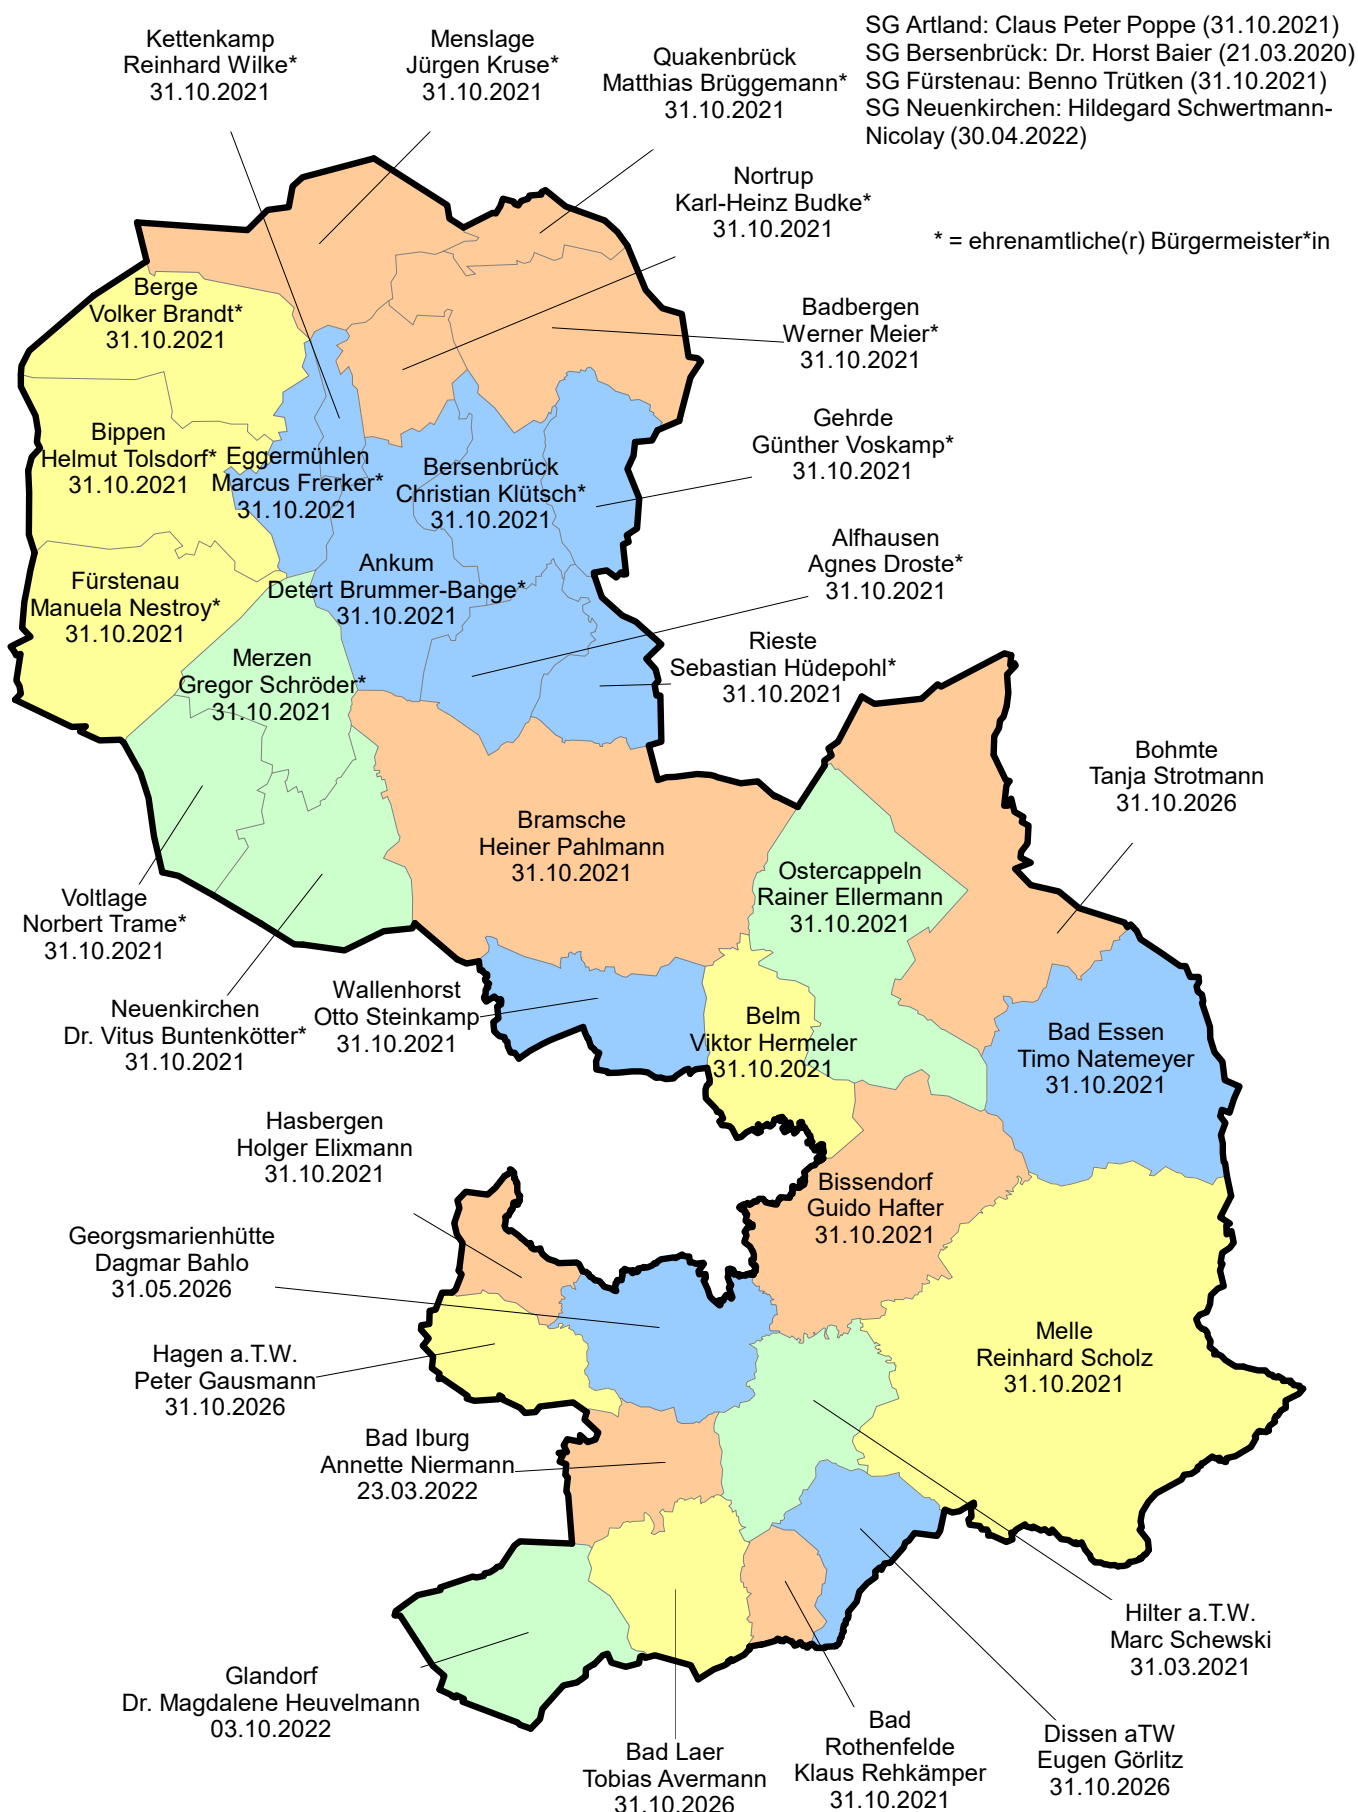 Kettenkamp
Reinhard Wilke*
31.10.2021
Menslage
Jürgen Kruse*
31.10.2021
Quakenbrück
Matthias Brüggemann*
31.10.2021
SG Artland: Claus Peter Poppe (31.10.2021)
SG Bersenbrück: Dr. Horst Baier (21.03.2020)
SG Fürstenau: Benno Trütken (31.10.2021)
SG Neuenkirchen: Hildegard Schwertmann-
Nicolay (30.04.2022)
Nortrup
Karl-Heinz Budke*
31.10.2021
* = ehrenamtliche(r) Bürgermeister*in
Berge
Volker Brandt*
31.10.2021
Badbergen
Werner Meier*
31.10.2021
Bippen
Helmut Tolsdorf*
31.10.2021
Eggermühlen
Marcus Frerker*
31.10.2021
Bersenbrück
Christian Klütsch*
31.10.2021
Gehrde
Günther Voskamp*
31.10.2021
Fürstenau
Manuela Nestroy*
31.10.2021
Ankum
Detert Brummer-Bange*
31.10.2021
Alfhausen
Agnes Droste*
31.10.2021
Merzen
Gregor Schröder*
31.10.2021
Rieste
Sebastian Hüdepohl*
31.10.2021
Bohmte
Tanja Strotmann
31.10.2026
Bramsche
Heiner Pahlmann
31.10.2021
Ostercappeln
Rainer Ellermann
31.10.2021
Voltlage
Norbert Trame*
31.10.2021
Neuenkirchen
Dr. Vitus Buntenkötter*
31.10.2021
Wallenhorst
Otto Steinkamp
31.10.2021
Belm
Viktor Hermeler
31.10.2021
Bad Essen
Timo Natemeyer
31.10.2021
Hasbergen
Holger Elixmann
31.10.2021
Bissendorf
Guido Hafter
31.10.2021
Georgsmarienhütte
Dagmar Bahlo
31.05.2026
Melle
Reinhard Scholz
31.10.2021
Hagen a.T.W.
Peter Gausmann
31.10.2026
Bad Iburg
Annette Niermann
23.03.2022
Hilter a.T.W.
Marc Schewski
31.03.2021
Glandorf
Dr. Magdalene Heuvelmann
03.10.2022
Bad Laer
Tobias Avermann
31.10.2026
Bad
Rothenfelde
Klaus Rehkämper
31.10.2021
Dissen aTW
Eugen Görlitz
31.10.2026